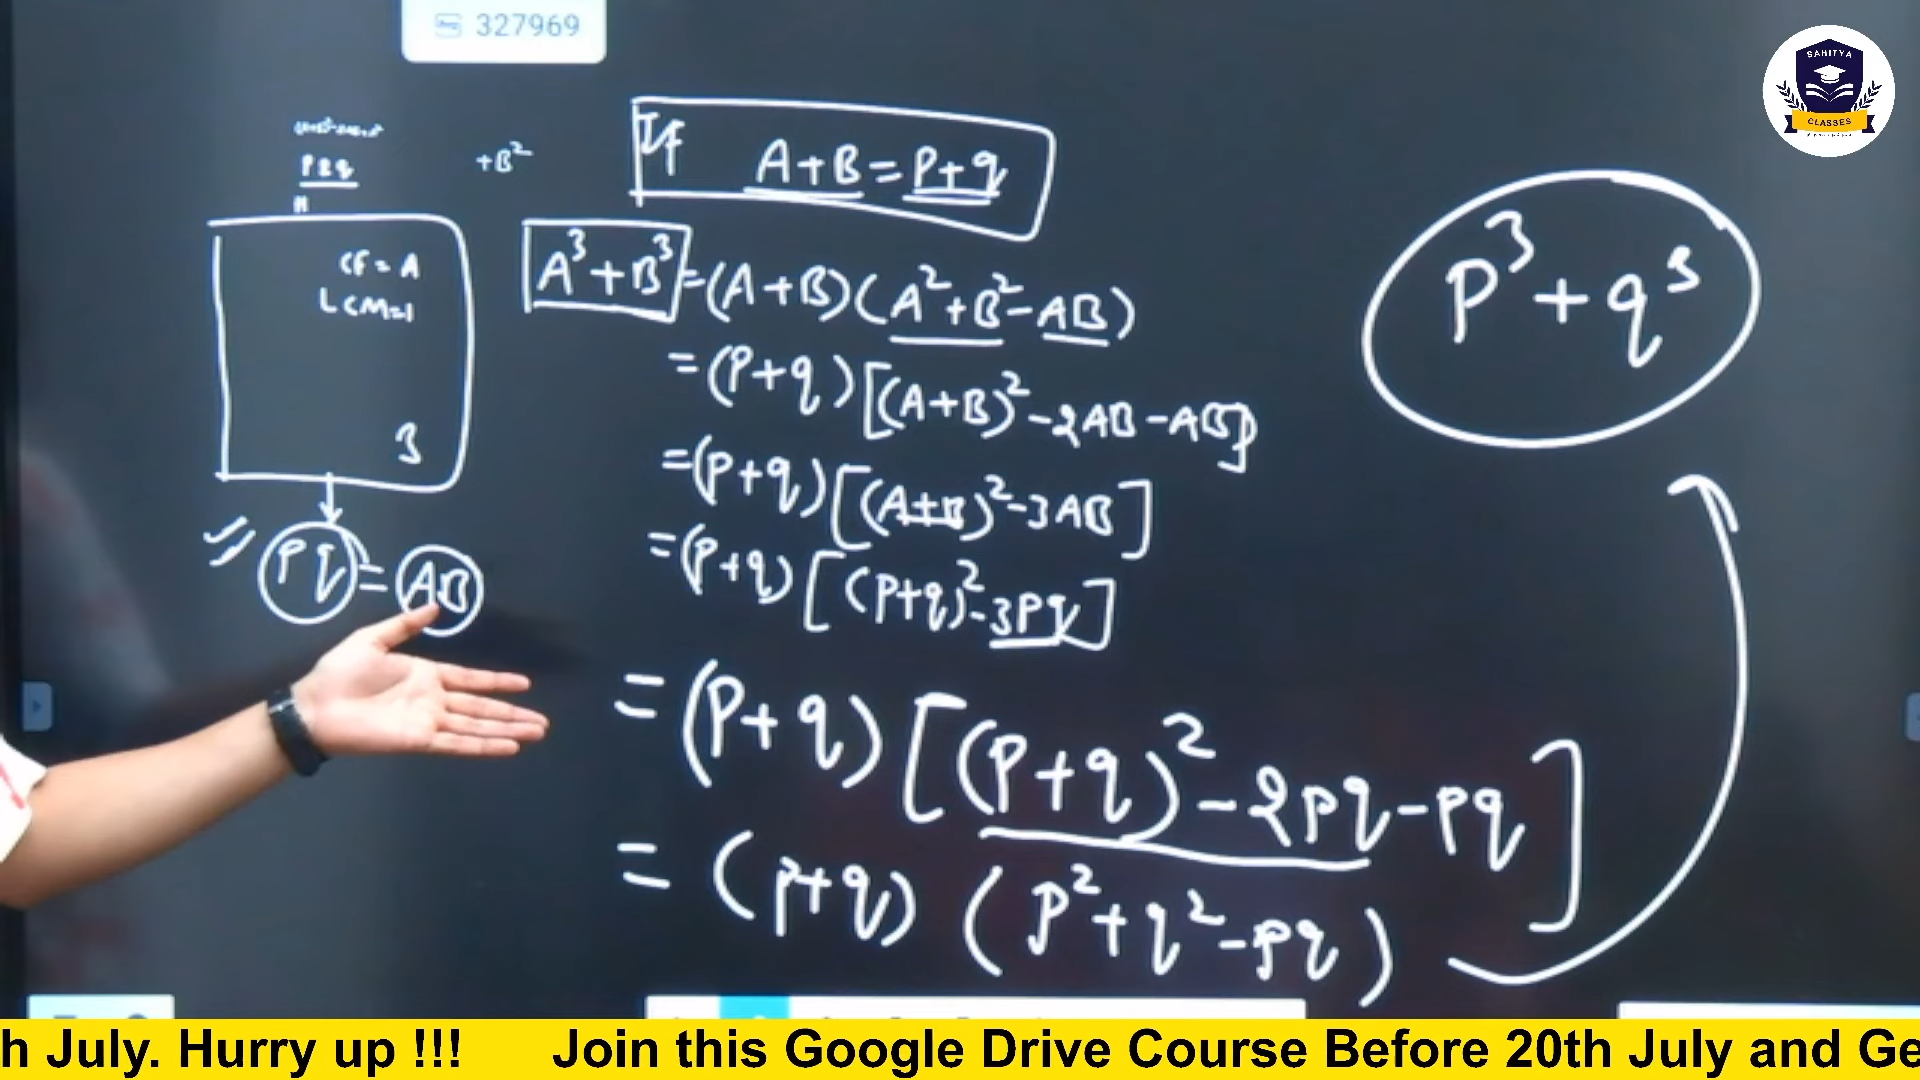 327969
SAHITYA
CLASSES
P & q
+B²
If A+B = P+q
H
CF = A
LCM=1
3
Pq = AB
A³+B³ = (A+B)(A²+B²-AB)
= (P+q)[(A+B)²-2AB-AB]
= (P+q)[(A+B)²-3AB]
= (P+q)[(P+q)²-3Pq]
= (P+q)[(P+q)²-2Pq-Pq]
= (P+q)(P²+q²-Pq)
P³+q³
h July. Hurry up !!! Join this Google Drive Course Before 20th July and Ge